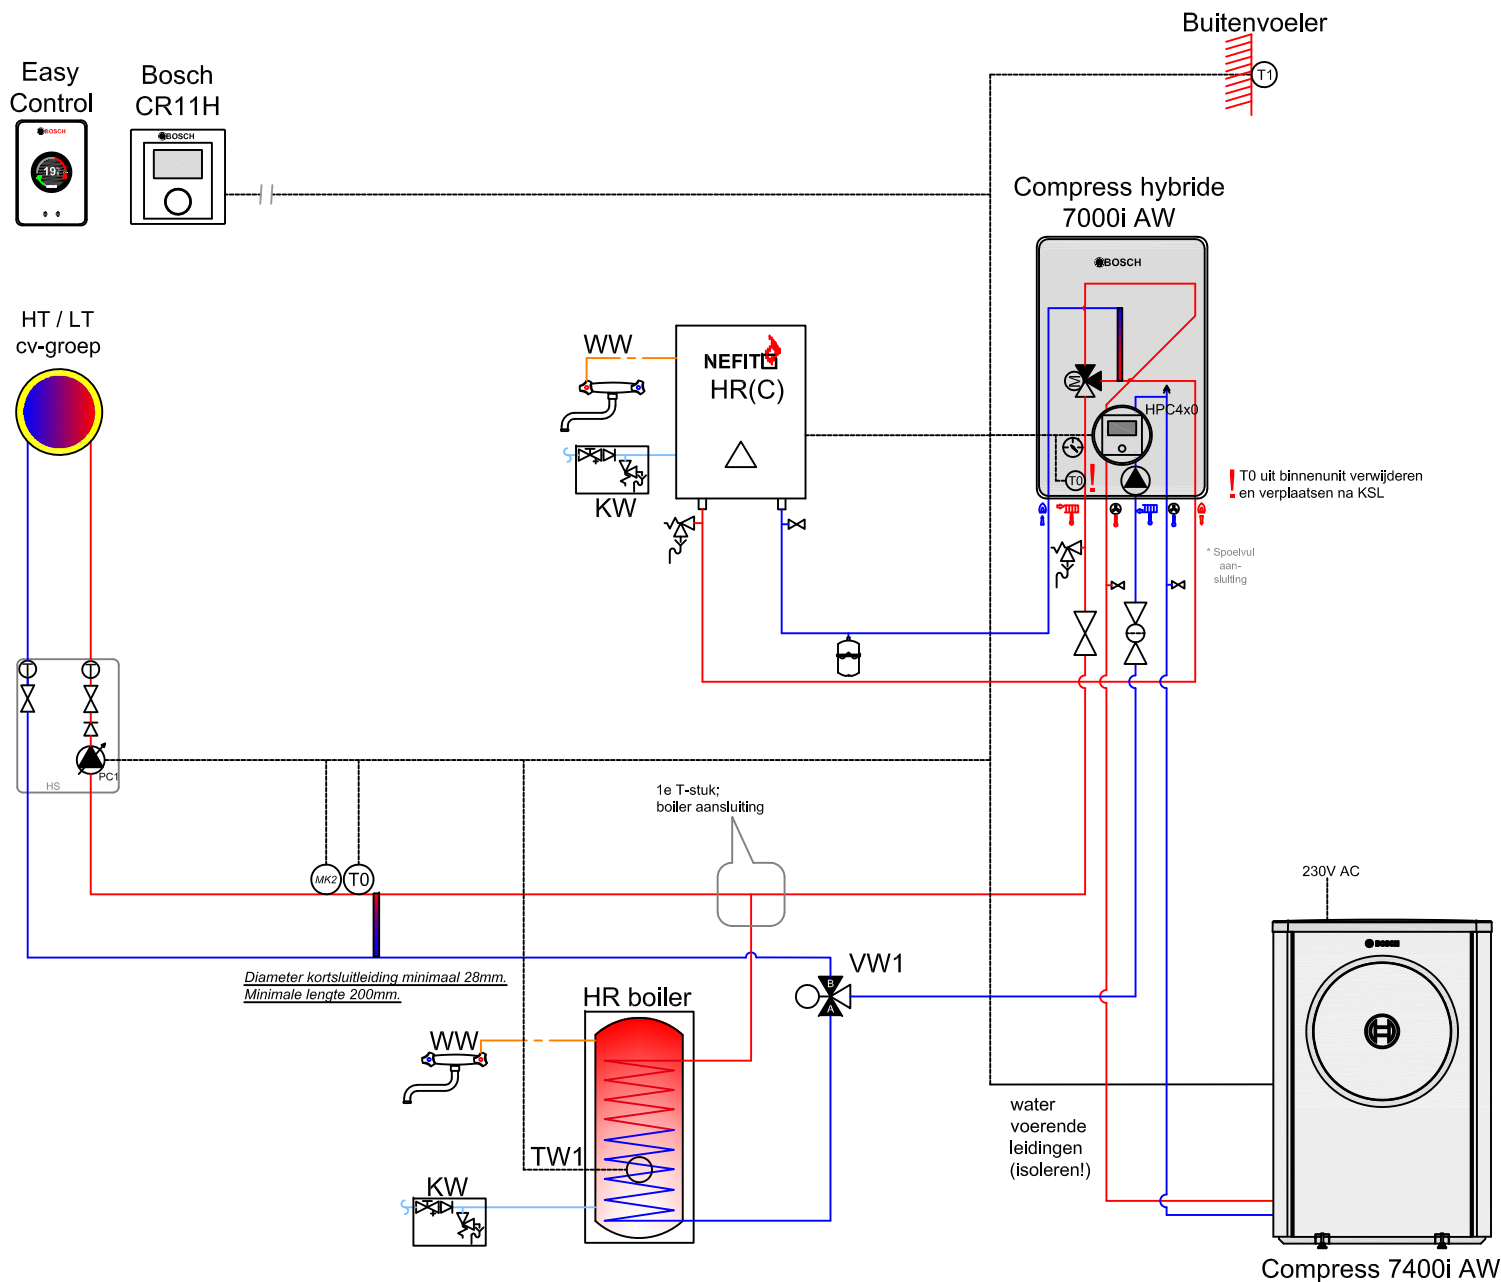 Buitenvoeler
T1
Easy
Control
BOSCH
19
Bosch
CR11H
BOSCH
Compress hybride
7000i AW
BOSCH
M
HPC4x0
T0
!
! T0 uit binnenunit verwijderen
en verplaatsen na KSL
* Spoelvul
aan-
sluiting
HT / LT
cv-groep
WW
NEFIT
HR(C)
KW
T
T
PC1
HS
1e T-stuk;
boiler aansluiting
MK2
T0
Diameter kortsluitleiding minimaal 28mm.
Minimale lengte 200mm.
VW1
B
A
HR boiler
WW
TW1
KW
water
voerende
leidingen
(isoleren!)
230V AC
BOSCH
Compress 7400i AW